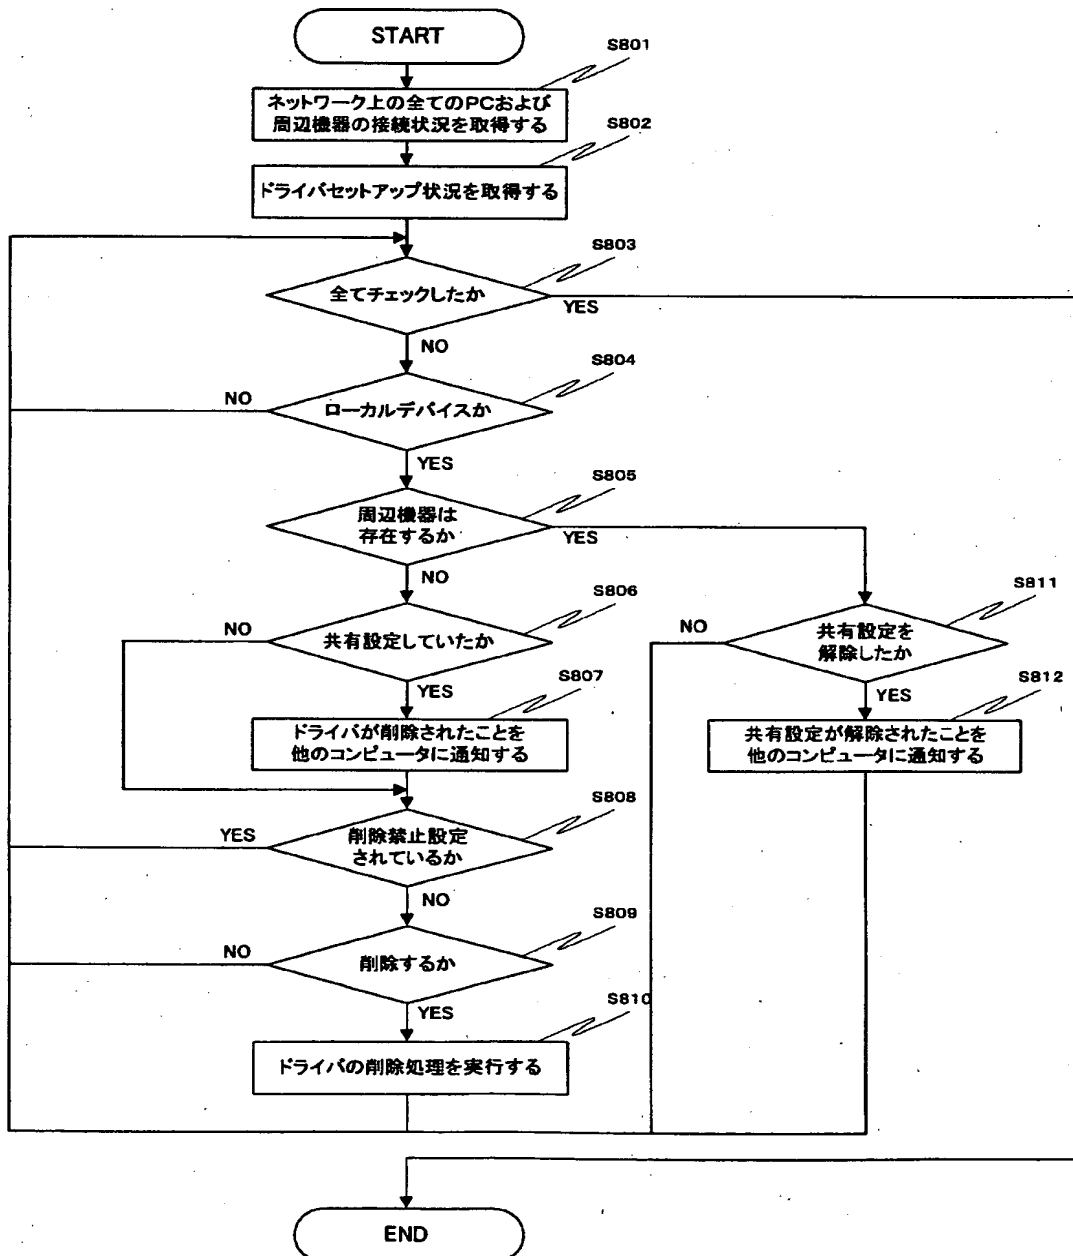 START
S801
ネットワーク上の全てのPCおよび
周辺機器の接続状況を取得する
S802
ドライバセットアップ状況を取得する
S803
全てチェックしたか
YES
NO
S804
NO
ローカルデバイスか
YES
S805
周辺機器は
存在するか
YES
NO
S806
NO
共有設定していたか
YES
S807
ドライバが削除されたことを
他のコンピュータに通知する
S808
YES
削除禁止設定
されているか
NO
S809
NO
削除するか
YES
S810
ドライバの削除処理を実行する
S811
NO
共有設定を
解除したか
YES
S812
共有設定が解除されたことを
他のコンピュータに通知する
END